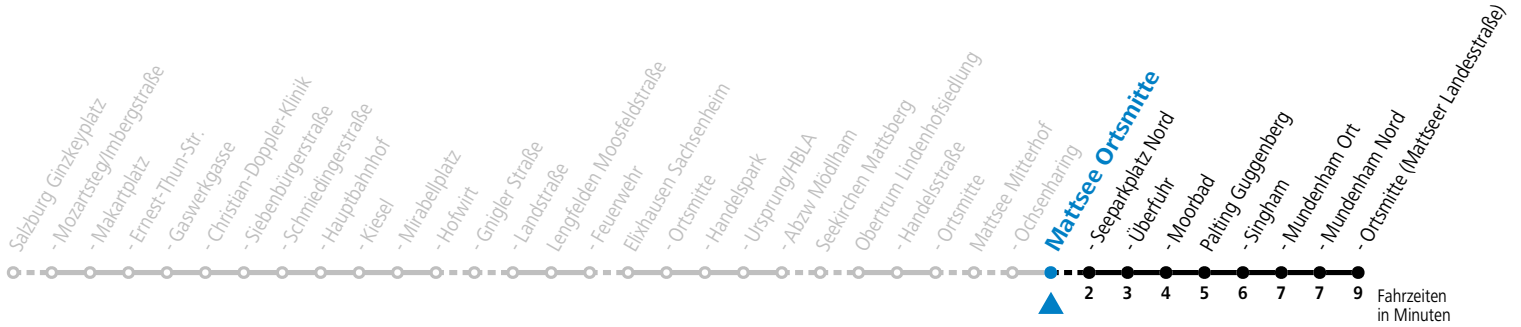 Salzburg Ginzkeyplatz
- Mozartsteg/Imbergstraße
- Makartplatz
- Ernest-Thun-Str.
- Gaswerkgasse
- Christian-Doppler-Klinik
- Siebenbürgerstraße
- Schmiedingerstraße
- Hauptbahnhof
- Kiesel
- Mirabellplatz
- Hofwirt
- Gnigler Straße
- Landstraße
Lengfelden Moosfeldstraße
- Feuerwehr
Elixhausen Sachsenheim
- Ortsmitte
- Handelspark
- Ursprung/HBLA
- Abzw Mödlham
Seekirchen Mattsberg
Obertrum Lindenhofsiedlung
- Handelsstraße
- Ortsmitte
Mattsee Mitterhof
- Ochsenharing
Mattsee Ortsmitte
- Seeparkplatz Nord
- Überfuhr
- Moorbad
Palting Guggenberg
- Singham
- Mundenham Ort
- Mundenham Nord
- Ortsmitte (Mattseer Landesstraße)
2 3 4 5 6 7 7 9
Fahrzeiten
in Minuten